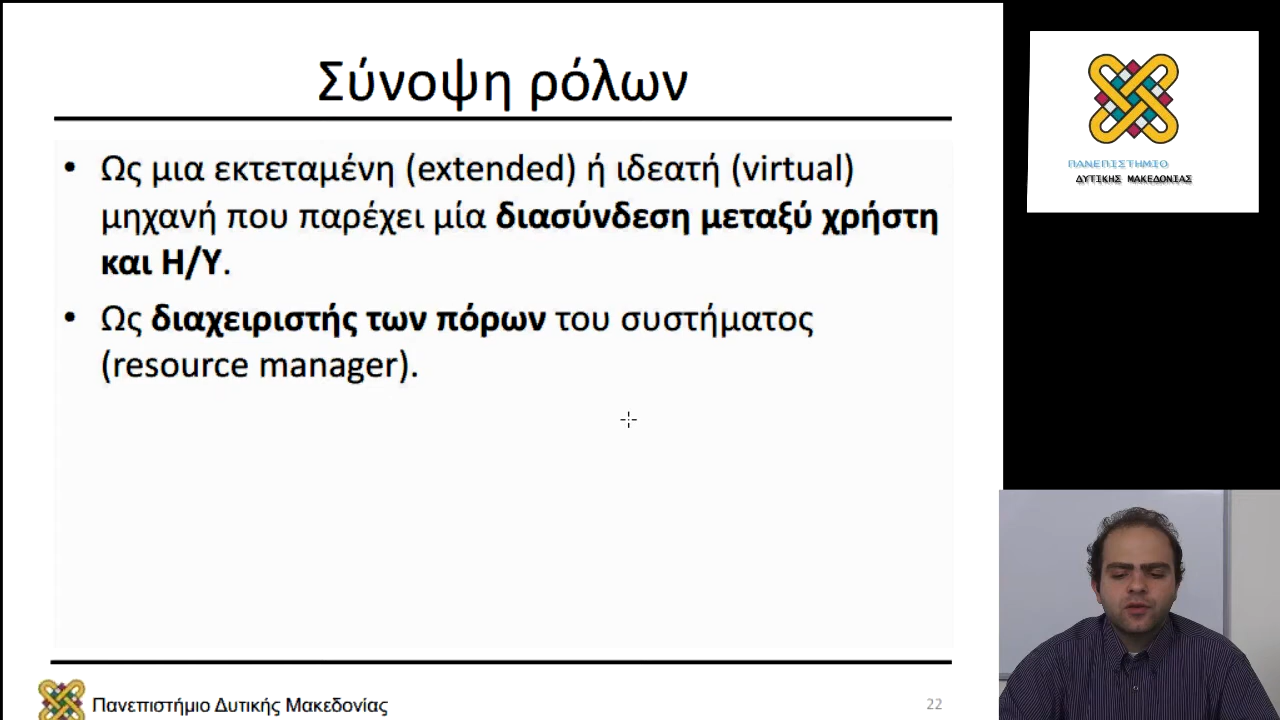 Σύνοψη ρόλων
• Ως μια εκτεταμένη (extended) ή ιδεατή (virtual)
μηχανή που παρέχει μία διασύνδεση μεταξύ χρήστη
και Η/Υ.
• Ως διαχειριστής των πόρων του συστήματος
(resource manager).
Πανεπιστήμιο Δυτικής Μακεδονίας
22
ΠΑΝΕΠΙΣΤΗΜΙΟ
ΔΥΤΙΚΗΣ ΜΑΚΕΔΟΝΙΑΣ